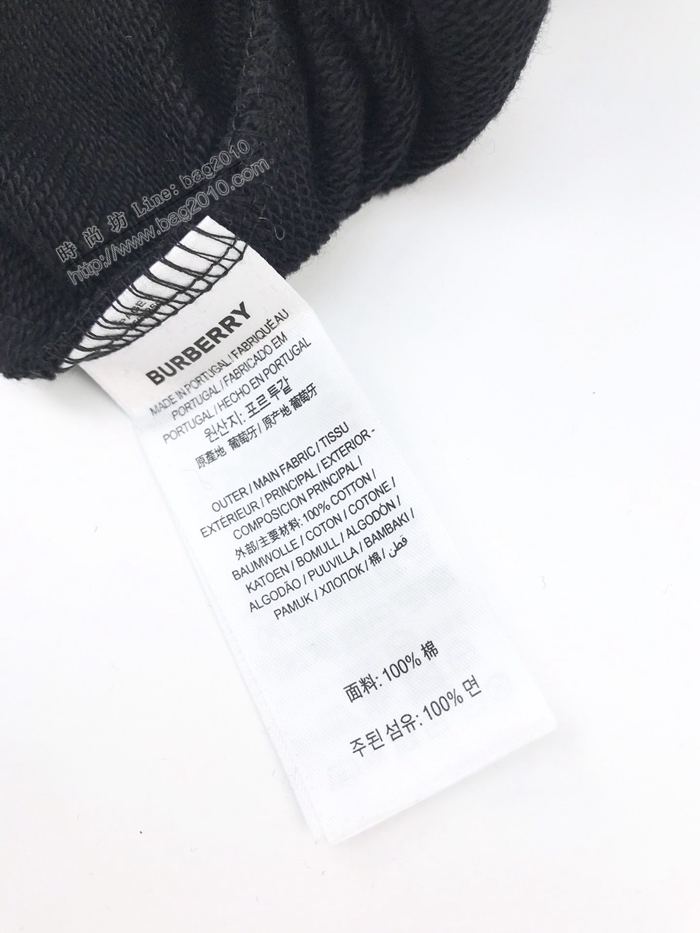 時尚坊 Line: bag2010
http://www.bag2010.com
BURBERRY
MADE IN PORTUGAL / FABRIQUÉ AU
PORTUGAL / FABRICADO EM
PORTUGAL / HECHO EN PORTUGAL
원산지: 포르투갈
原產地 葡萄牙 / 原产地 葡萄牙
OUTER / MAIN FABRIC / TISSU
EXTÉRIEUR / PRINCIPAL / EXTERIOR -
COMPOSICIÓN PRINCIPAL /
外部/主要材料: 100% COTTON /
BAUMWOLLE / COTON / COTONE /
KATOEN / BOMULL / ALGODÓN /
ALGODÃO / PUUVILLA / BAMBAKI /
PAMUK / ХЛОПОК / 棉 / قطن
面料: 100% 棉
주된 섬유: 100% 면